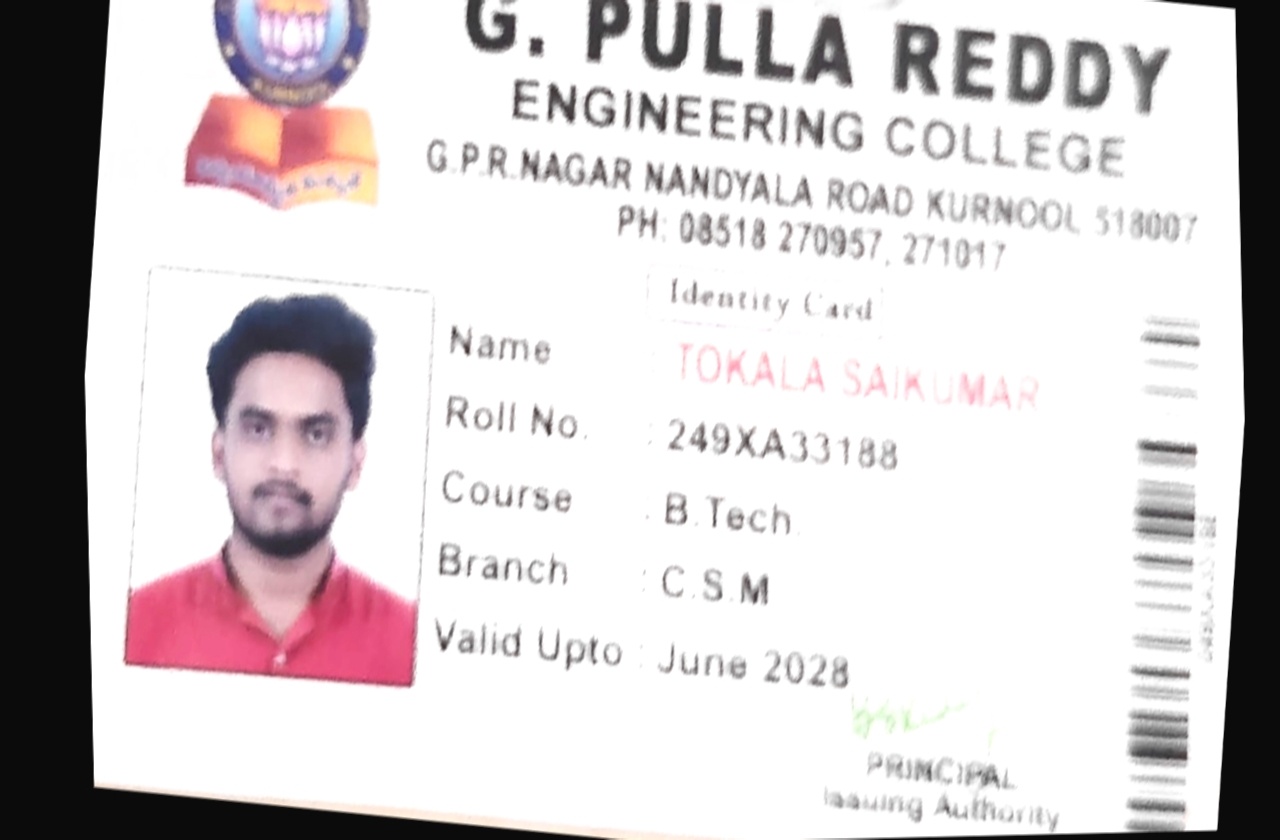 G. PULLA REDDY
ENGINEERING COLLEGE
G.P.R.NAGAR NANDYALA ROAD KURNOOL 518007
PH: 08518 270957, 271017
Identity Card
Name : TOKALA SAIKUMAR
Roll No. : 249XA33188
Course : B.Tech.
Branch : C.S.M
Valid Upto : June 2028
PRINCIPAL
Issuing Authority